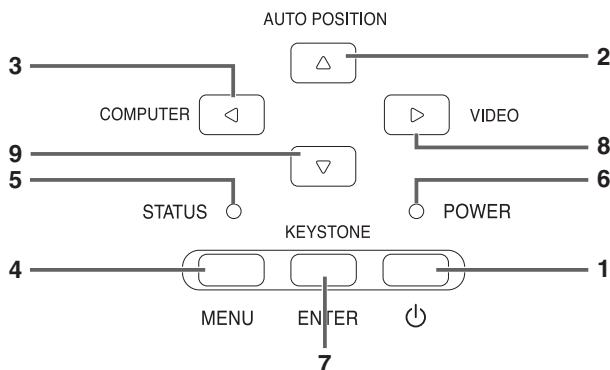 AUTO POSITION
3
2
COMPUTER
VIDEO
9
8
5
6
STATUS
POWER
KEYSTONE
4
1
MENU
ENTER
7